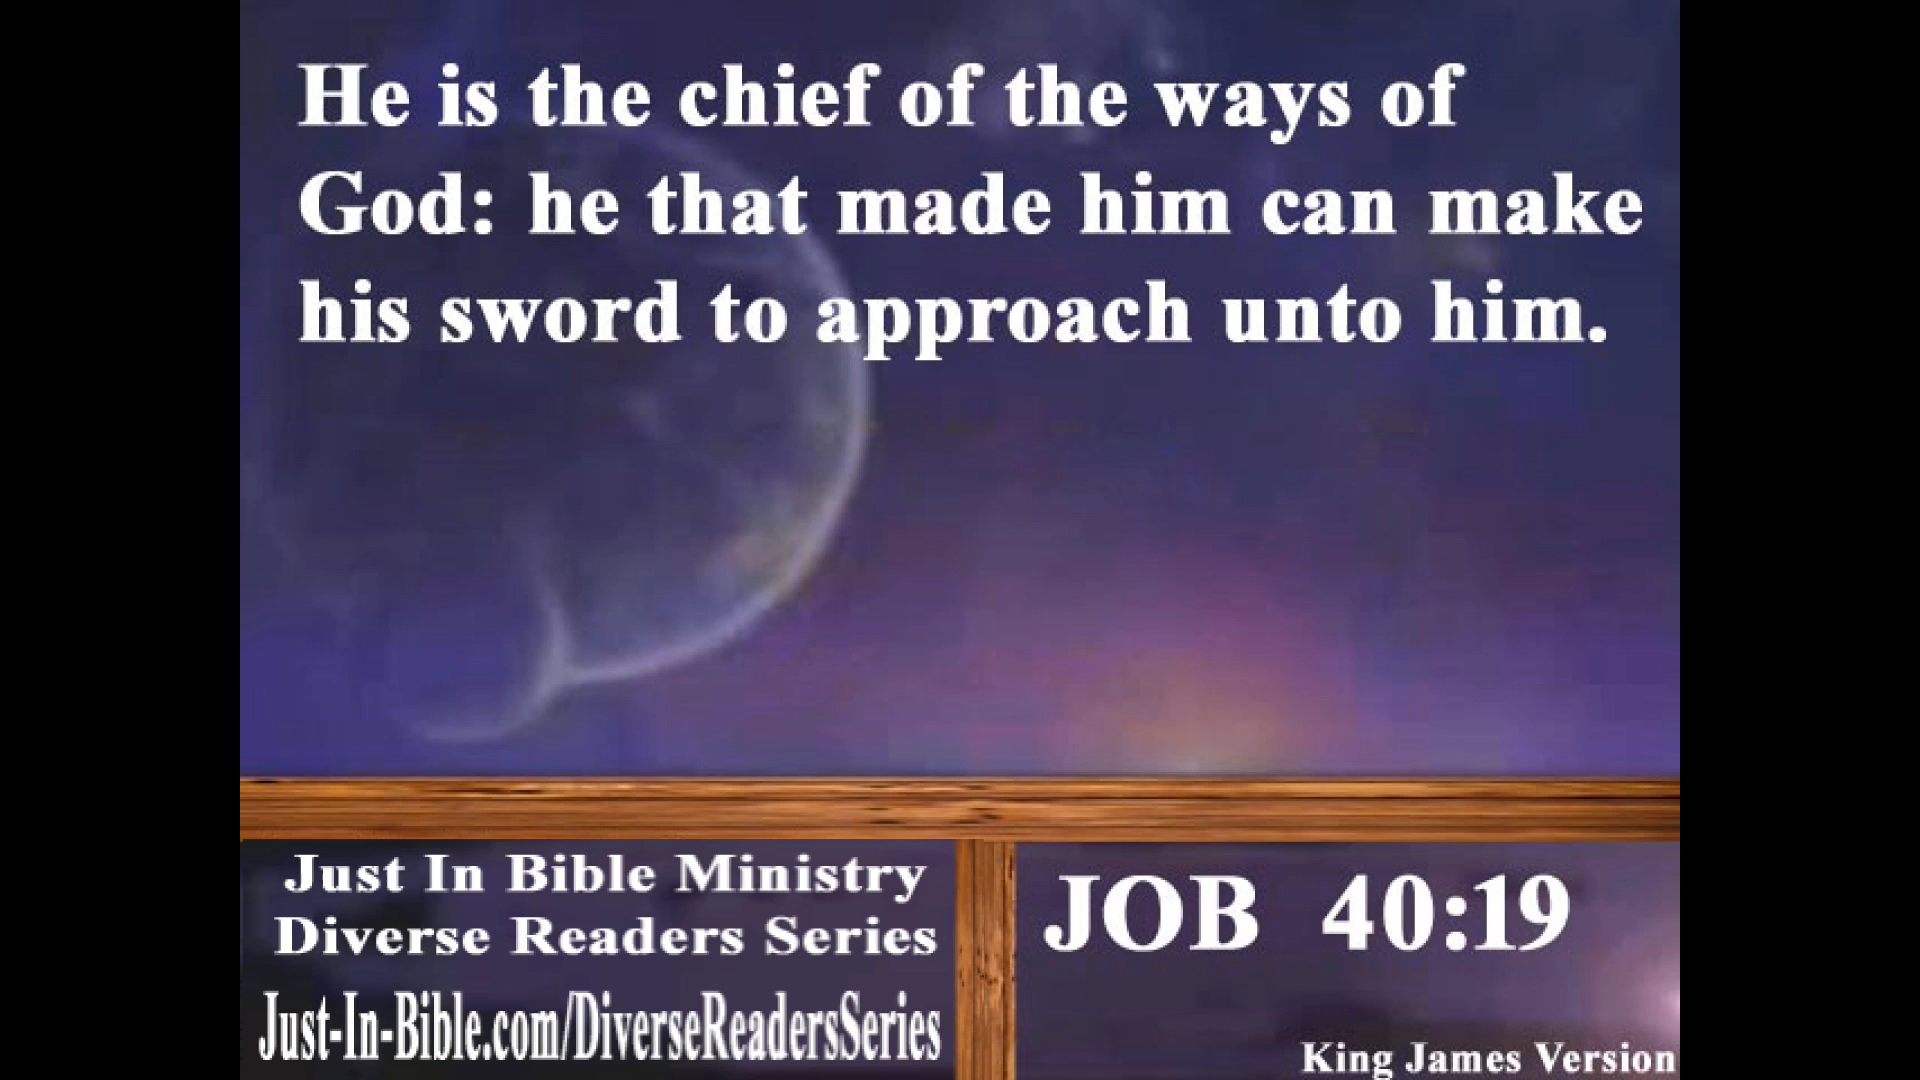 He is the chief of the ways of
God: he that made him can make
his sword to approach unto him.
Just In Bible Ministry
Diverse Readers Series
Just-In-Bible.com/DiverseReadersSeries
JOB 40:19
King James Version